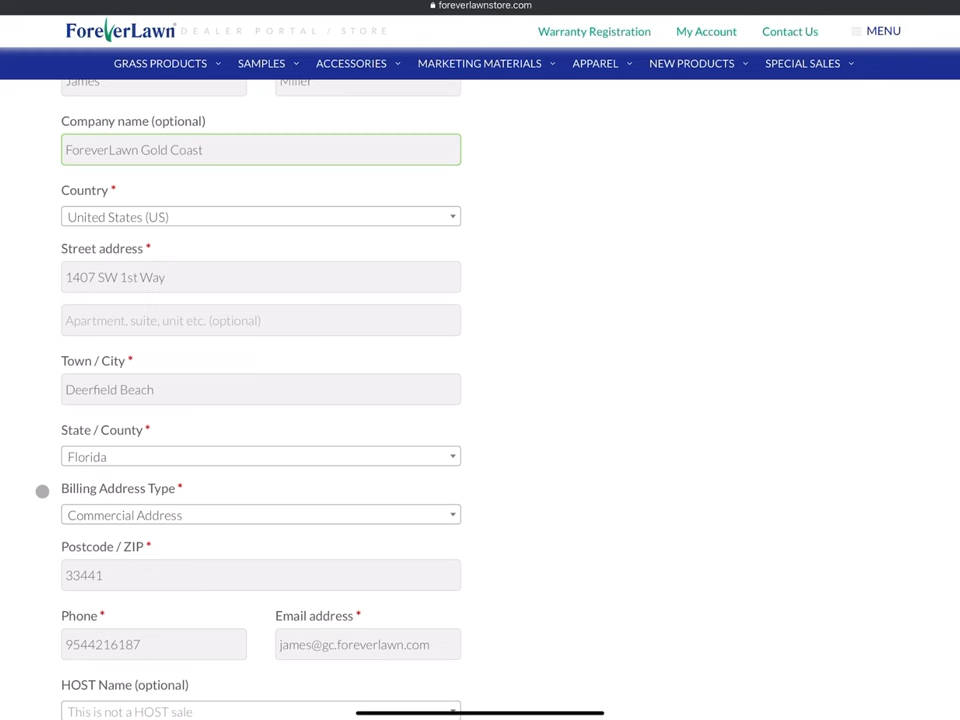 foreverlawnstore.com
ForeverLawn® DEALER PORTAL / STORE
Warranty Registration My Account Contact Us MENU
GRASS PRODUCTS SAMPLES ACCESSORIES MARKETING MATERIALS APPAREL NEW PRODUCTS SPECIAL SALES
James Miller
Company name (optional)
ForeverLawn Gold Coast
Country *
United States (US)
Street address *
1407 SW 1st Way
Apartment, suite, unit etc. (optional)
Town / City *
Deerfield Beach
State / County *
Florida
Billing Address Type *
Commercial Address
Postcode / ZIP *
33441
Phone * Email address *
9544216187 james@gc.foreverlawn.com
HOST Name (optional)
This is not a HOST sale